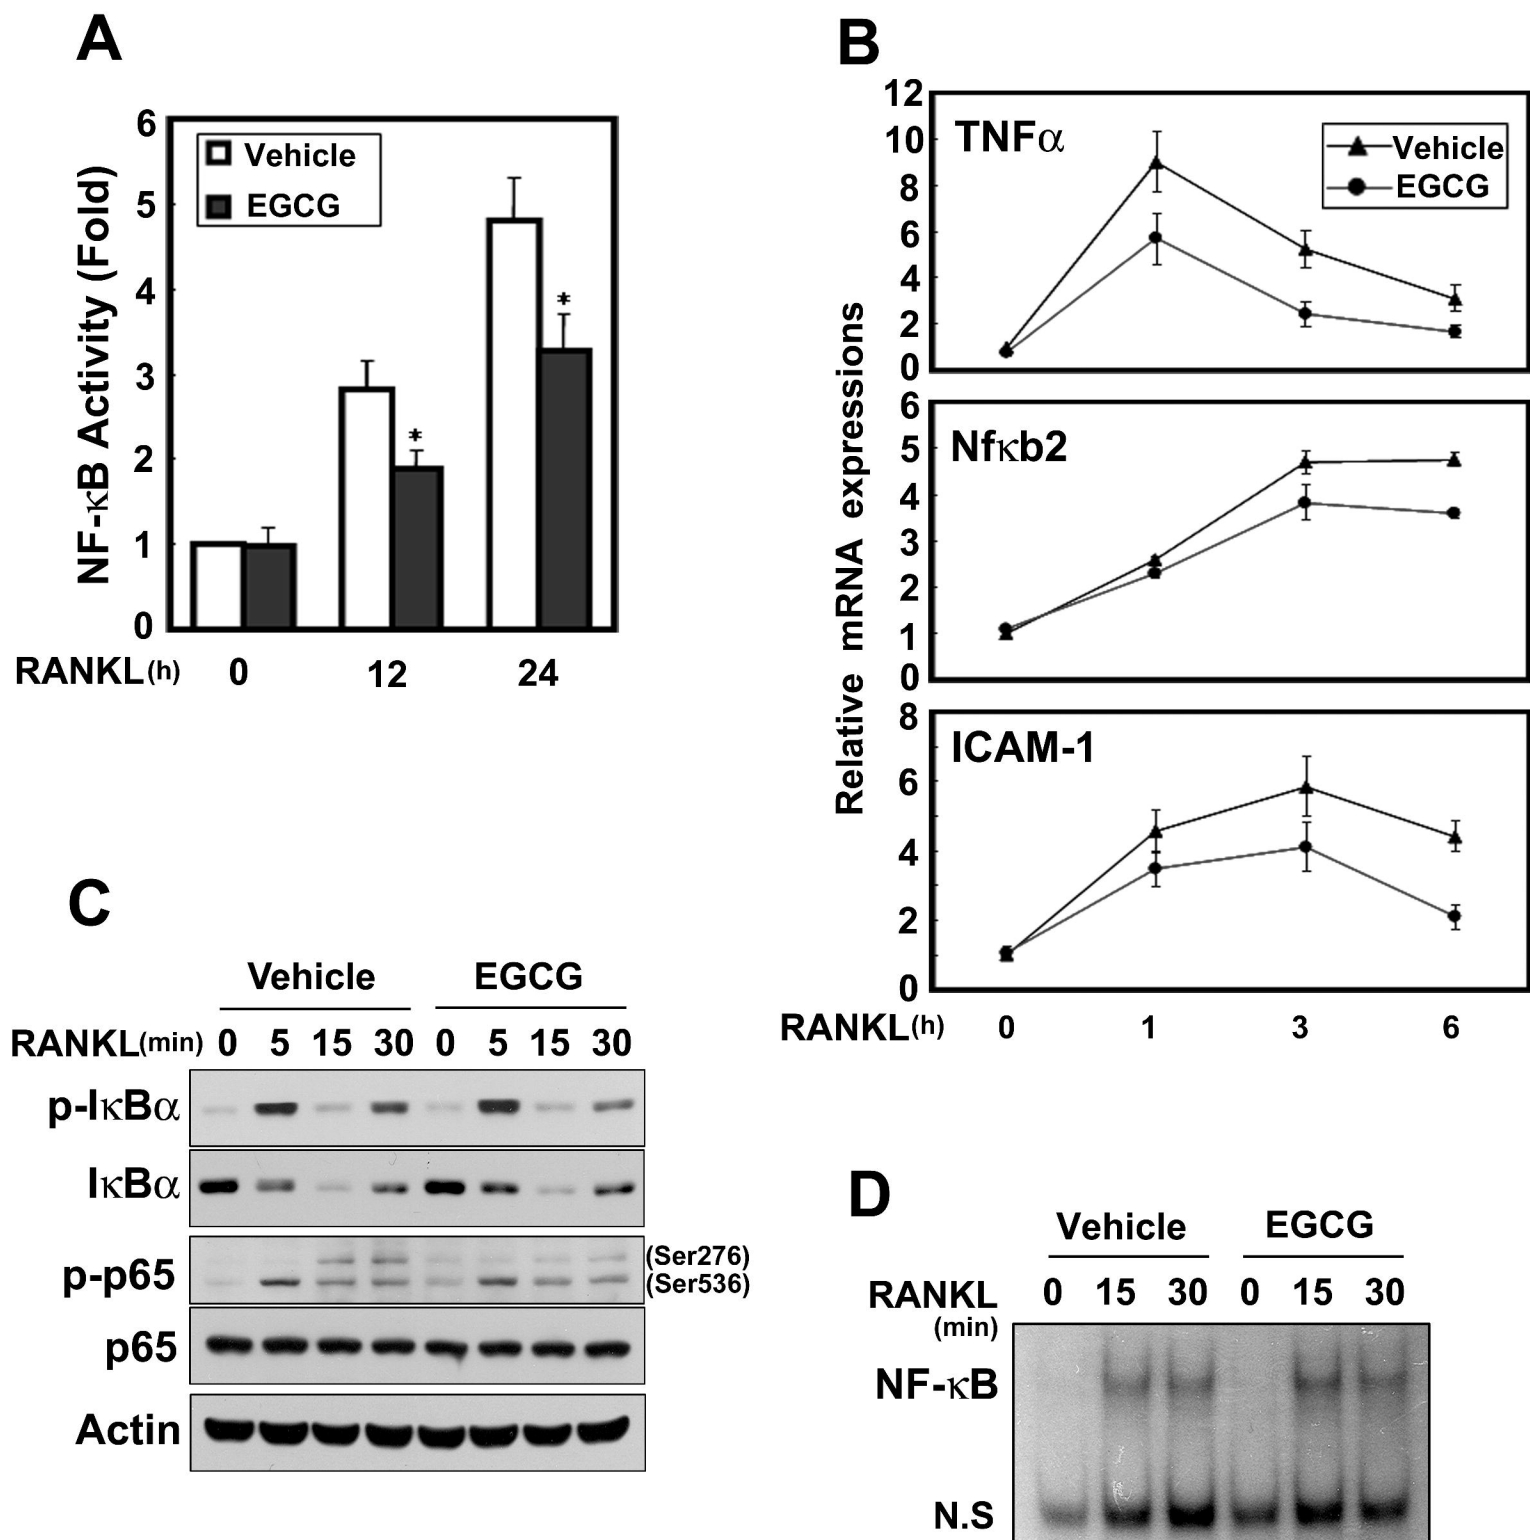 A
NF-κB Activity (Fold)
6
5
4
3
2
1
0
Vehicle
EGCG
*
*
RANKL(h) 0 12 24
B
Relative mRNA expressions
TNFα
12
10
8
6
4
2
0
Vehicle
EGCG
Nfκb2
6
5
4
3
2
1
0
ICAM-1
8
6
4
2
0
RANKL(h) 0 1 3 6
C
Vehicle EGCG
RANKL(min) 0 5 15 30 0 5 15 30
p-IκBα
IκBα
p-p65
(Ser276)
(Ser536)
p65
Actin
D
Vehicle EGCG
RANKL 0 15 30 0 15 30
(min)
NF-κB
N.S